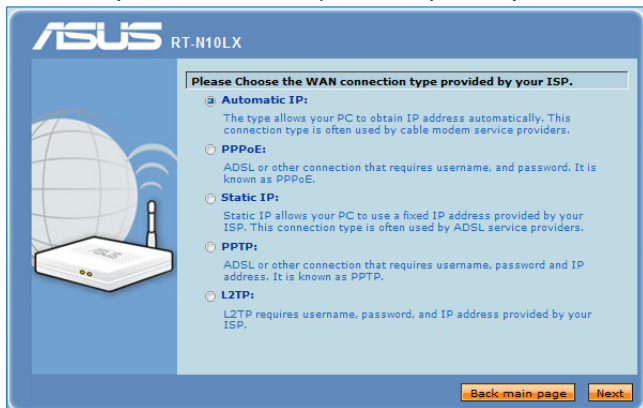 ASUS RT-N10LX
Please Choose the WAN connection type provided by your ISP.
Automatic IP:
The type allows your PC to obtain IP address automatically. This
connection type is often used by cable modem service providers.
PPPoE:
ADSL or other connection that requires username, and password. It is
known as PPPoE.
Static IP:
Static IP allows your PC to use a fixed IP address provided by your
ISP. This connection type is often used by ADSL service providers.
PPTP:
ADSL or other connection that requires username, password and IP
address. It is known as PPTP.
L2TP:
L2TP requires username, password, and IP address provided by your
ISP.
ASUS
Back main page Next